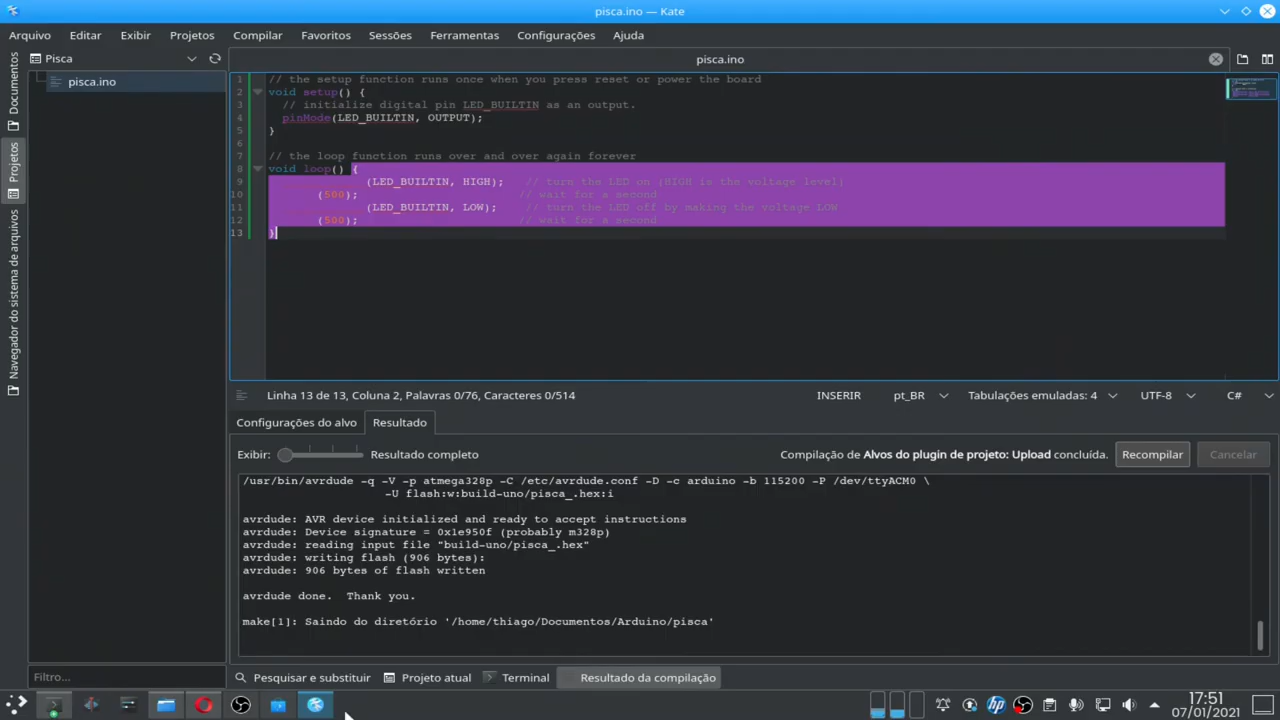 pisca.ino — Kate
Arquivo Editar Exibir Projetos Compilar Favoritos Sessões Ferramentas Configurações Ajuda
Pisca
pisca.ino
pisca.ino
Documentos
Projetos
Navegador do sistema de arquivos
1 // the setup function runs once when you press reset or power the board
2 void setup() {
3 // initialize digital pin LED_BUILTIN as an output.
4 pinMode(LED_BUILTIN, OUTPUT);
5 }
6
7 // the loop function runs over and over again forever
8 void loop() {
9 (LED_BUILTIN, HIGH); // turn the LED on (HIGH is the voltage level)
10 (500); // wait for a second
11 (LED_BUILTIN, LOW); // turn the LED off by making the voltage LOW
12 (500); // wait for a second
13 }
Linha 13 de 13, Coluna 2, Palavras 0/76, Caracteres 0/514 INSERIR pt_BR Tabulações emuladas: 4 UTF-8 C#
Configurações do alvo Resultado
Exibir: Resultado completo Compilação de Alvos do plugin de projeto: Upload concluída. Recompilar Cancelar
/usr/bin/avrdude -q -V -p atmega328p -C /etc/avrdude.conf -D -c arduino -b 115200 -P /dev/ttyACM0 \
-U flash:w:build-uno/pisca_.hex:i
avrdude: AVR device initialized and ready to accept instructions
avrdude: Device signature = 0x1e950f (probably m328p)
avrdude: reading input file "build-uno/pisca_.hex"
avrdude: writing flash (906 bytes):
avrdude: 906 bytes of flash written
avrdude done.  Thank you.
make[1]: Saindo do diretório '/home/thiago/Documentos/Arduino/pisca'
Filtro... Pesquisar e substituir Projeto atual Terminal Resultado da compilação
hp
17:51
07/01/2021